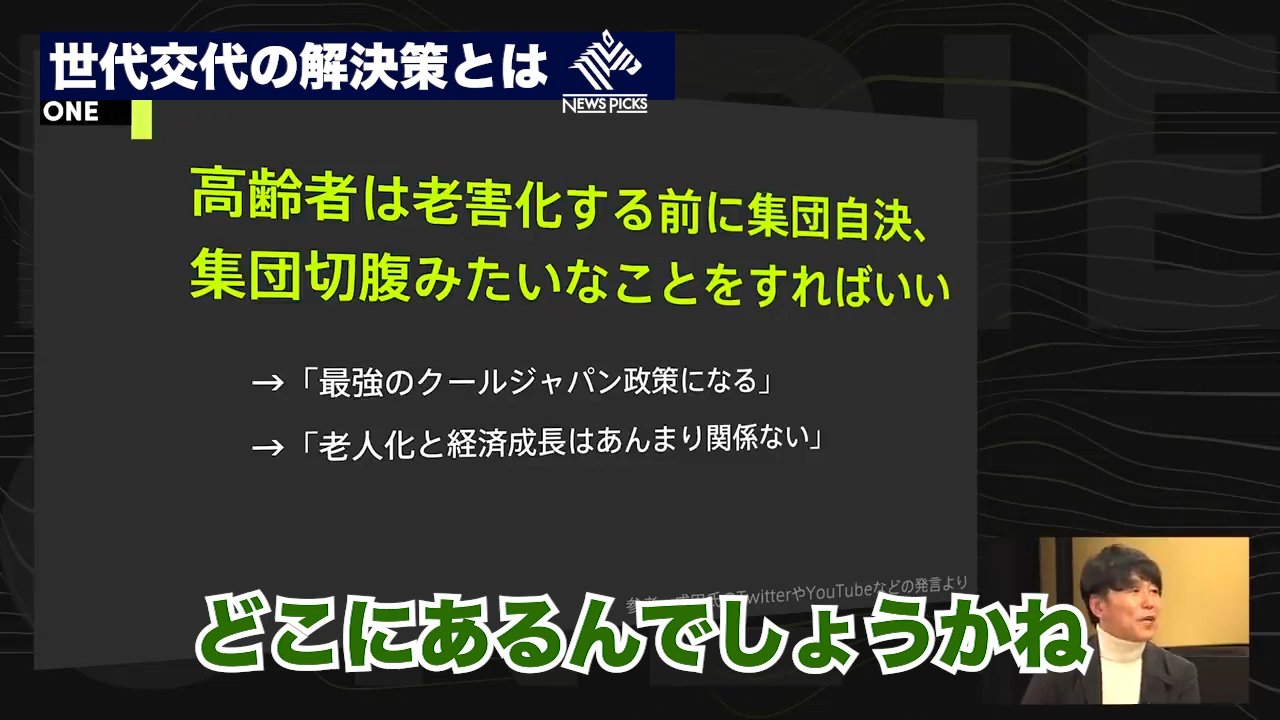 世代交代の解決策とは
NEWSPICKS
ONE
高齢者は老害化する前に集団自決、
集団切腹みたいなことをすればいい
→「最強のクールジャパン政策になる」
→「老人化と経済成長はあんまり関係ない」
TwitterやYouTubeなどの発言より
どこにあるんでしょうかね